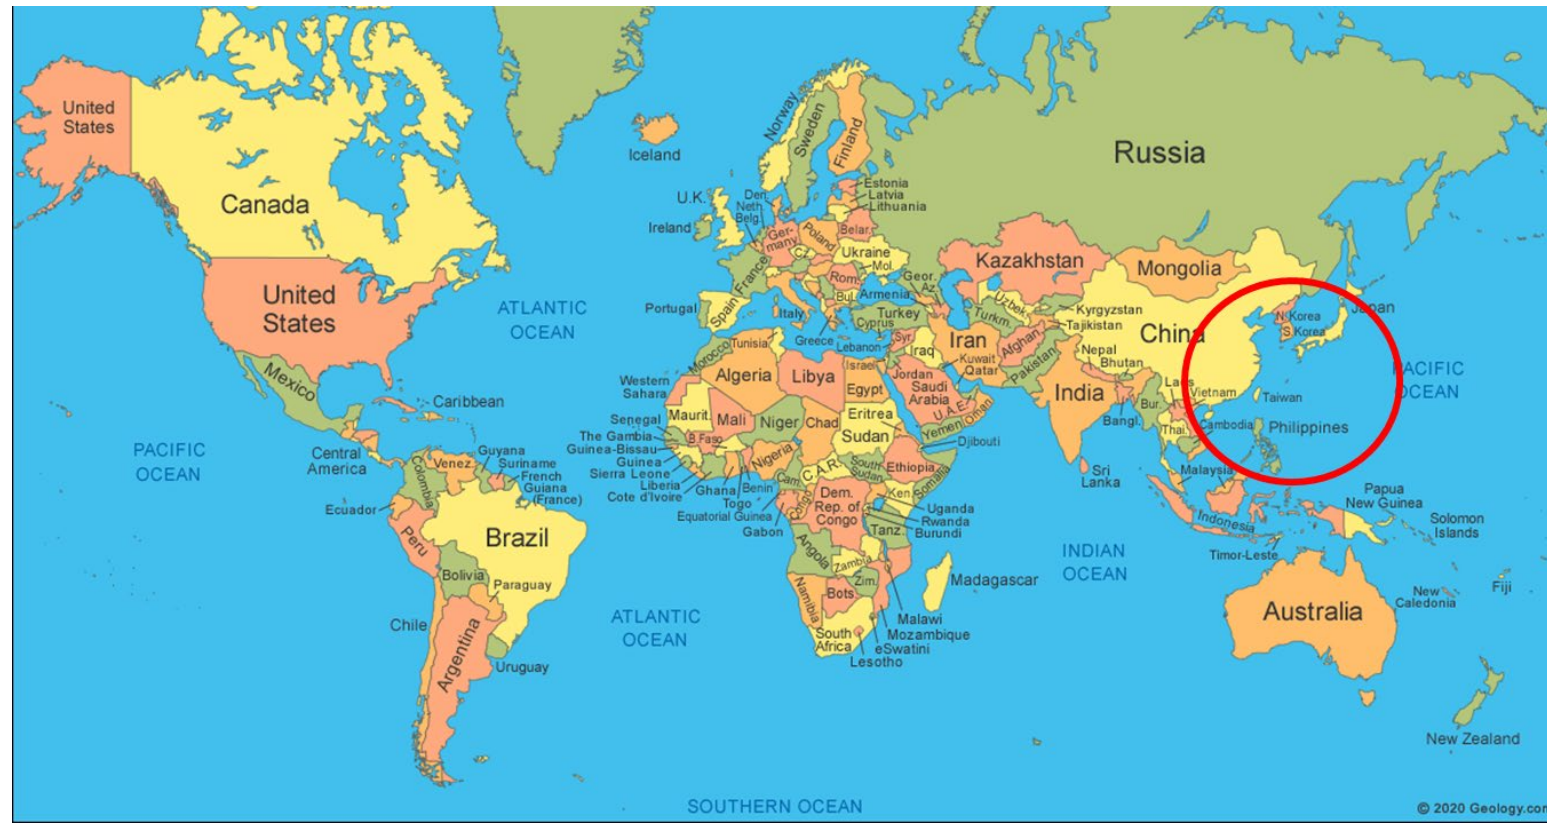 United
States
Canada
United
States
Mexico
Caribbean
Central
America
ATLANTIC
OCEAN
PACIFIC
OCEAN
Guyana
Suriname
French
Guiana
(France)
Venez.
Colombia
Ecuador
Peru
Brazil
Bolivia
Paraguay
Chile
Argentina
Uruguay
Iceland
Norway
Sweden
Finland
Russia
Estonia
Latvia
Lithuania
U.K.
Ireland
Den.
Neth.
Belg.
Ger-
many
Poland
Belar.
Ukraine
Cz.
Mol.
France
Rom.
Bul.
Portugal
Spain
Italy
Greece
Geor.
Az.
Armenia
Turkey
Cyprus
Lebanon
Syr.
Israel
Iraq
Iran
Kuwait
Qatar
Jordan
Saudi
Arabia
U.A.E.
Oman
Yemen
Kazakhstan
Uzbek.
Turkm.
Kyrgyzstan
Tajikistan
Afghan.
Pakistan
Mongolia
China
N. Korea
S. Korea
Japan
Nepal
Bhutan
India
Bangl.
Bur.
Laos
Vietnam
Thai.
Cambodia
Taiwan
Philippines
PACIFIC
OCEAN
Sri
Lanka
Malaysia
Indonesia
Papua
New Guinea
Solomon
Islands
Timor-Leste
Morocco
Tunisia
Algeria
Libya
Egypt
Western
Sahara
Maurit.
Mali
Niger
Chad
Eritrea
Sudan
Djibouti
Senegal
The Gambia
Guinea-Bissau
Guinea
Sierra Leone
Liberia
Cote d'Ivoire
B.Faso
Ghana
Togo
Benin
Nigeria
Cam.
C.A.R.
South
Sudan
Ethiopia
Somalia
Equatorial Guinea
Gabon
Congo
Dem.
Rep. of
Congo
Ken.
Uganda
Rwanda
Burundi
Tanz.
Angola
Zambia
Zim.
Namibia
Bots.
South
Africa
Malawi
Mozambique
eSwatini
Lesotho
Madagascar
ATLANTIC
OCEAN
INDIAN
OCEAN
Australia
New
Caledonia
Fiji
New Zealand
SOUTHERN OCEAN
© 2020 Geology.com